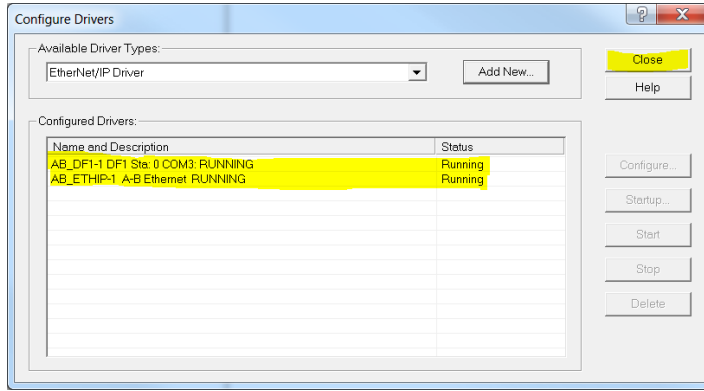 Configure Drivers
Available Driver Types:
EtherNet/IP Driver
Add New...
Close
Help
Configured Drivers:
Name and Description Status
AB_DF1-1 DF1 Sta: 0 COM3: RUNNING Running
AB_ETHIP-1 A-B Ethernet RUNNING Running
Configure...
Startup...
Start
Stop
Delete